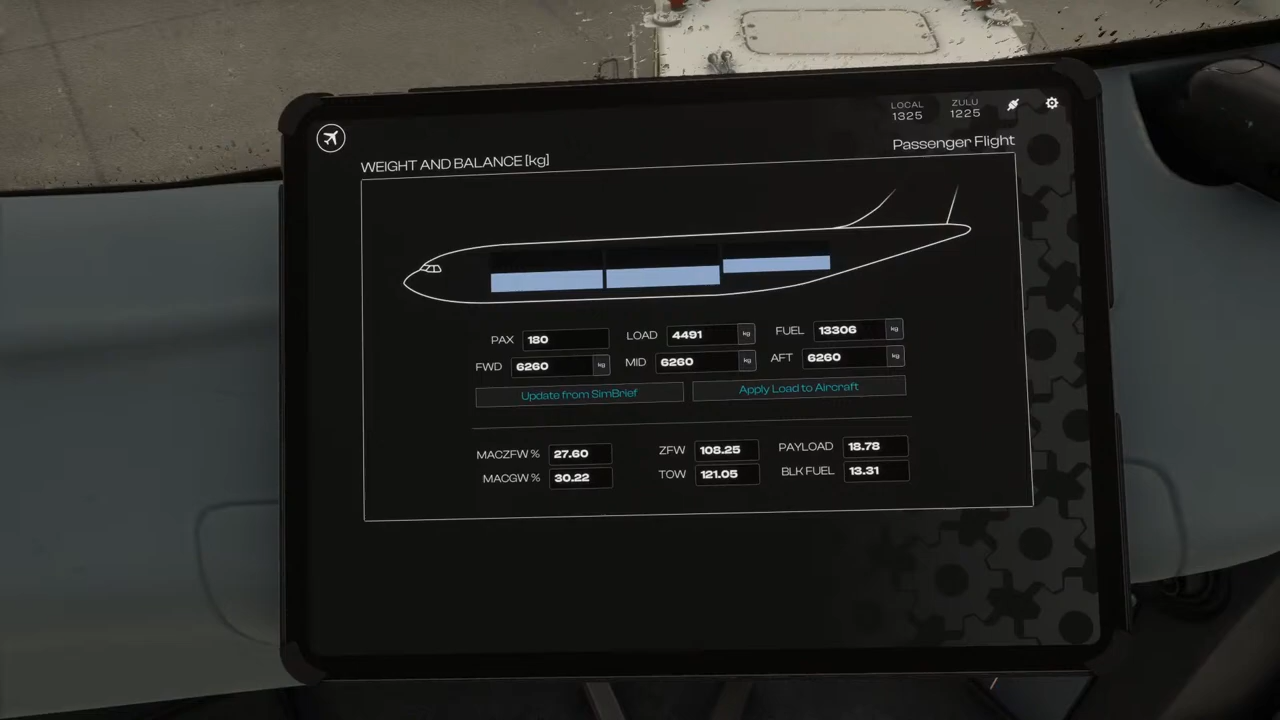 LOCAL ZULU
1325 1225
Passenger Flight
WEIGHT AND BALANCE [kg]
PAX 180 LOAD 4491 kg FUEL 13306 kg
FWD 6260 kg MID 6260 kg AFT 6260 kg
Update from SimBrief Apply Load to Aircraft
MACZFW % 27.60 ZFW 108.25 PAYLOAD 18.78
MACGW % 30.22 TOW 121.05 BLK FUEL 13.31